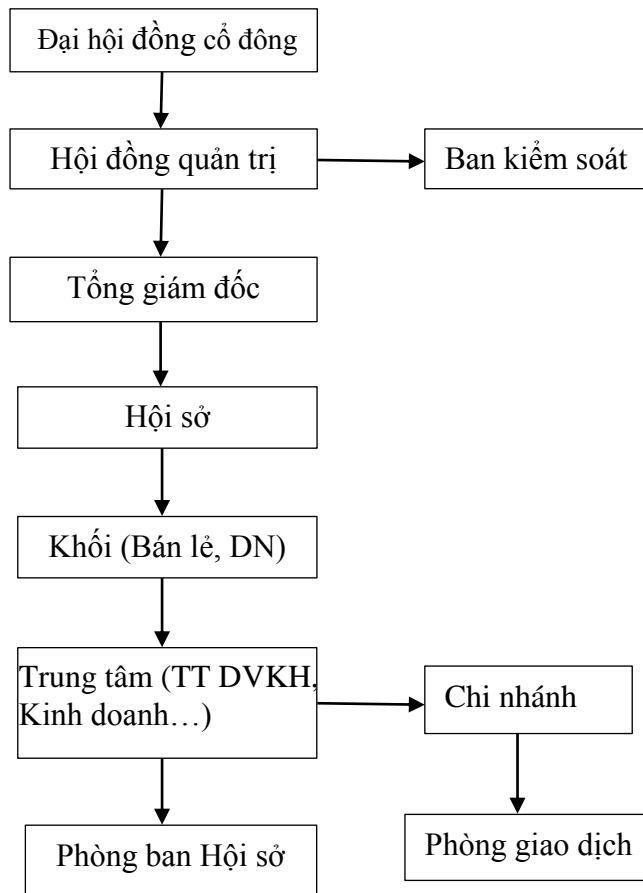 Đại hội đồng cổ đông
Hội đồng quản trị
Ban kiểm soát
Tổng giám đốc
Hội sở
Khối (Bán lẻ, DN)
Trung tâm (TT DVKH,
Kinh doanh…)
Chi nhánh
Phòng ban Hội sở
Phòng giao dịch